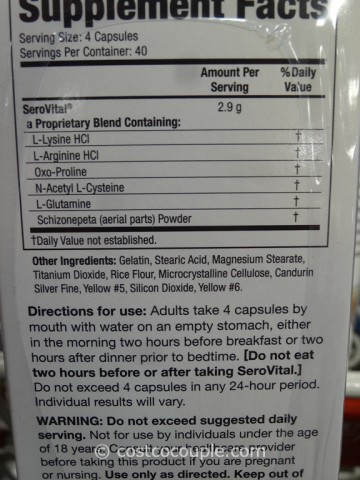 Supplement Facts
Serving Size: 4 Capsules
Servings Per Container: 40
Amount Per Serving
%Daily Value
SeroVital® 2.9 g
a Proprietary Blend Containing:
L-Lysine HCl †
L-Arginine HCl †
Oxo-Proline †
N-Acetyl L-Cysteine †
L-Glutamine †
Schizonepeta (aerial parts) Powder †
†Daily Value not established.
Other Ingredients: Gelatin, Stearic Acid, Magnesium Stearate,
Titanium Dioxide, Rice Flour, Microcrystalline Cellulose, Candurin
Silver Fine, Yellow #5, Silicon Dioxide, Yellow #6.
Directions for use: Adults take 4 capsules by
mouth with water on an empty stomach, either
in the morning two hours before breakfast or two
hours after dinner prior to bedtime. [Do not eat
two hours before or after taking SeroVital.]
Do not exceed 4 capsules in any 24-hour period.
Individual results will vary.
WARNING: Do not exceed suggested daily
serving. Not for use by individuals under the age
of 18 years. Consult your healthcare provider
before taking this product if you are pregnant
or nursing. Use only as directed. Keep out of
© costcocouple.com